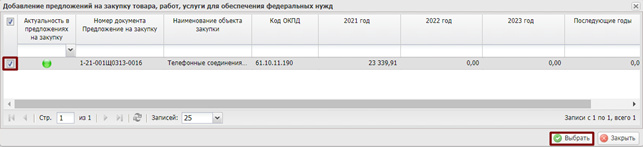 Добавление предложений на закупку товара, работ, услуги для обеспечения федеральных нужд
Актуальность в предложениях на закупку
Номер документа Предложение на закупку
Наименование объекта закупки
Код ОКПД
2021 год
2022 год
2023 год
Последующие годы
1-21-001Щ0313-0016 Телефонные соединения... 61.10.11.190 23 339,91 0,00 0,00 0,0
Стр. 1 из 1 Записей: 25 Записи с 1 по 1, всего 1
Выбрать Закрыть